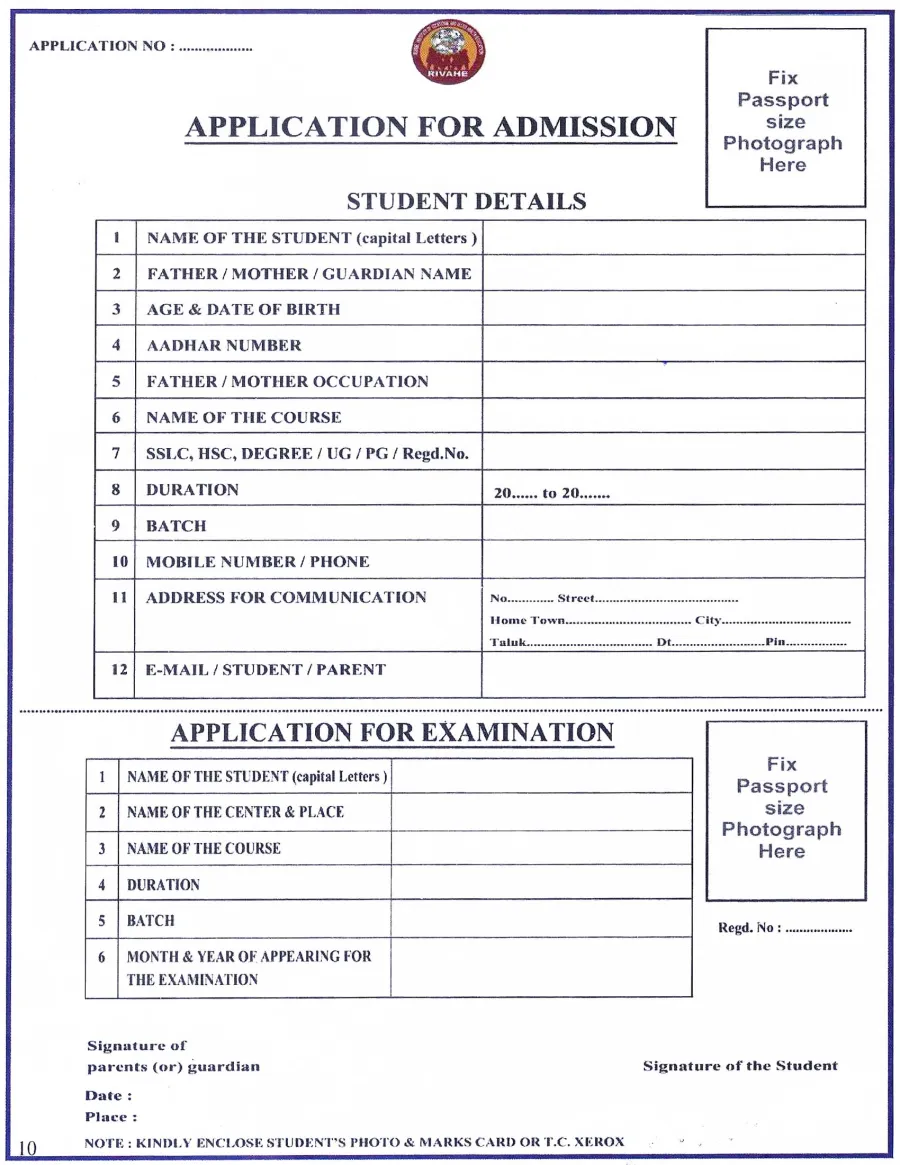 APPLICATION NO : ...................
RIVAHE
Fix
Passport
size
Photograph
Here
APPLICATION FOR ADMISSION
STUDENT DETAILS
1 NAME OF THE STUDENT (capital Letters )
2 FATHER / MOTHER / GUARDIAN NAME
3 AGE & DATE OF BIRTH
4 AADHAR NUMBER
5 FATHER / MOTHER OCCUPATION
6 NAME OF THE COURSE
7 SSLC, HSC, DEGREE / UG / PG / Regd.No.
8 DURATION 20...... to 20.......
9 BATCH
10 MOBILE NUMBER / PHONE
11 ADDRESS FOR COMMUNICATION No............. Street........................................
Home Town................................... City....................................
Taluk................................... Dt..........................Pin.................
12 E-MAIL / STUDENT / PARENT
APPLICATION FOR EXAMINATION
Fix
Passport
size
Photograph
Here
1 NAME OF THE STUDENT (capital Letters )
2 NAME OF THE CENTER & PLACE
3 NAME OF THE COURSE
4 DURATION
5 BATCH
Regd. No : ...................
6 MONTH & YEAR OF APPEARING FOR
THE EXAMINATION
Signature of
parents (or) guardian
Signature of the Student
Date :
Place :
NOTE : KINDLY ENCLOSE STUDENT'S PHOTO & MARKS CARD OR T.C. XEROX
10